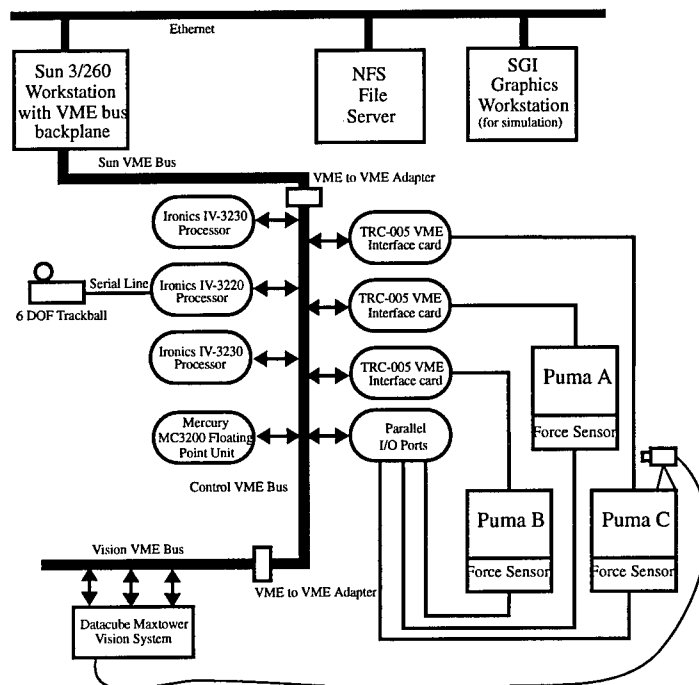 Ethernet
Sun 3/260
Workstation
with VME bus
backplane
NFS
File
Server
SGI
Graphics
Workstation
(for simulation)
Sun VME Bus
VME to VME Adapter
Ironics IV-3230
Processor
TRC-005 VME
Interface card
Serial Line
6 DOF Trackball
Ironics IV-3220
Processor
TRC-005 VME
Interface card
Ironics IV-3230
Processor
TRC-005 VME
Interface card
Puma A
Force Sensor
Mercury
MC3200 Floating
Point Unit
Parallel
I/O Ports
Control VME Bus
Puma B
Force Sensor
Puma C
Force Sensor
Vision VME Bus
VME to VME Adapter
Datacube Maxtower
Vision System